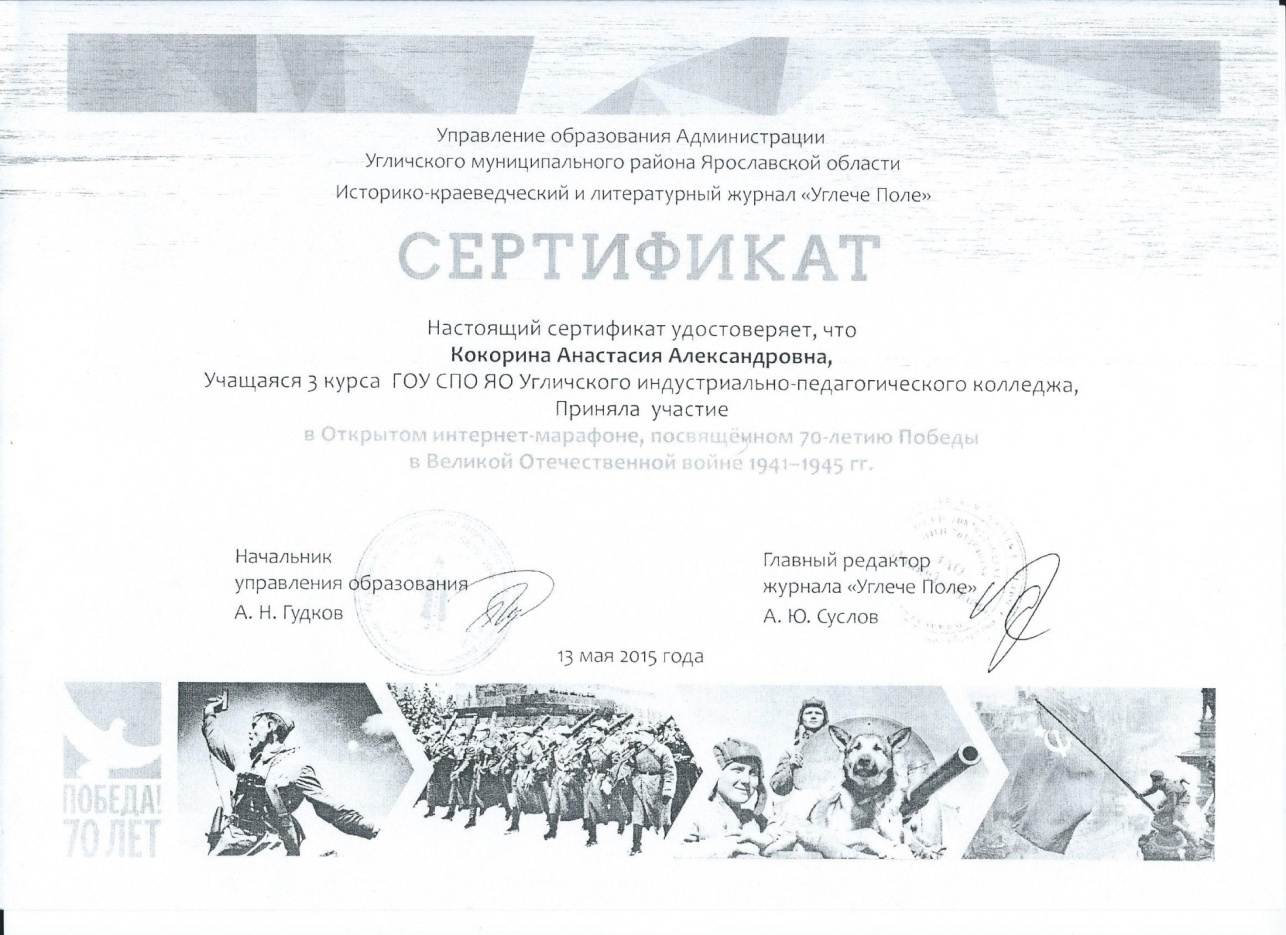 Управление образования Администрации
Угличского муниципального района Ярославской области
Историко-краеведческий и литературный журнал «Углече Поле»
СЕРТИФИКАТ
Настоящий сертификат удостоверяет, что
Кокорина Анастасия Александровна,
Учащаяся 3 курса ГОУ СПО ЯО Угличского индустриально-педагогического колледжа,
Приняла участие
в Открытом интернет-марафоне, посвящённом 70-летию Победы
в Великой Отечественной войне 1941–1945 гг.
Начальник
управления образования
А. Н. Гудков
Главный редактор
журнала «Углече Поле»
А. Ю. Суслов
13 мая 2015 года
ПОБЕДА!
70 ЛЕТ